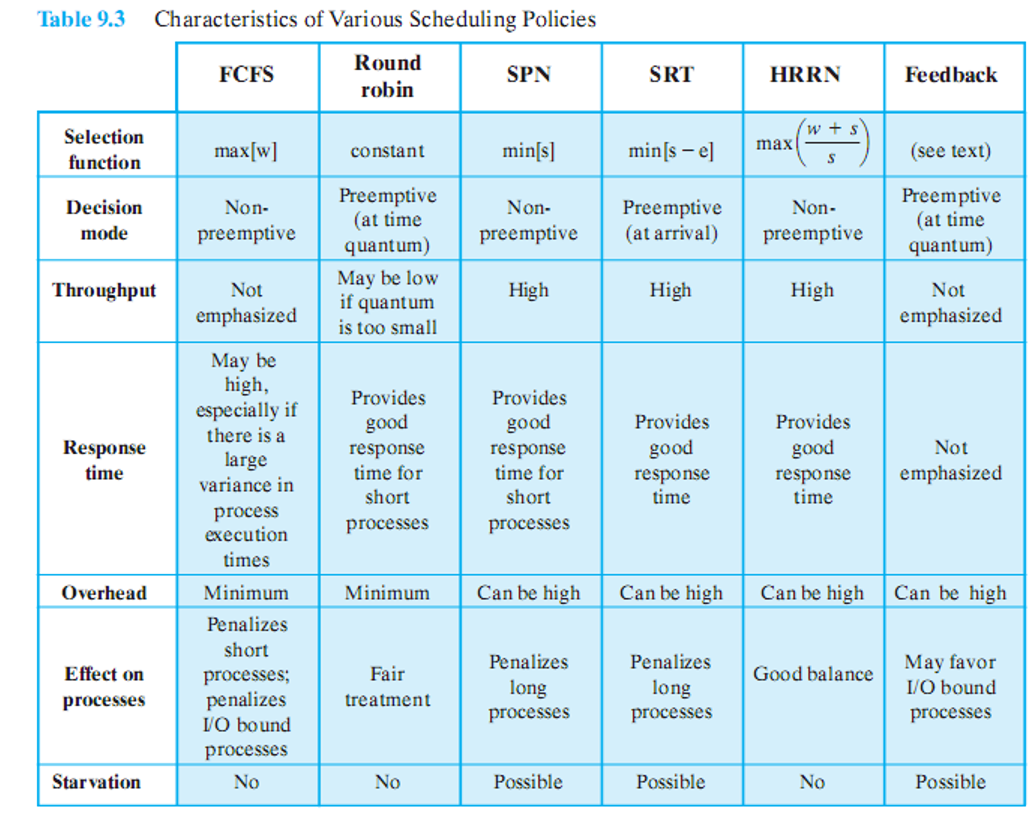 Table 9.3 Characteristics of Various Scheduling Policies
FCFS
Round
robin
SPN
SRT
HRRN
Feedback
Selection
function
max[w]
constant
min[s]
min[s – e]
max((w + s)/s)
(see text)
Decision
mode
Non-
preemptive
Preemptive
(at time
quantum)
Non-
preemptive
Preemptive
(at arrival)
Non-
preemptive
Preemptive
(at time
quantum)
Throughput
Not
emphasized
May be low
if quantum
is too small
High
High
High
Not
emphasized
Response
time
May be
high,
especially if
there is a
large
variance in
process
execution
times
Provides
good
response
time for
short
processes
Provides
good
response
time for
short
processes
Provides
good
response
time
Provides
good
response
time
Not
emphasized
Overhead
Minimum
Minimum
Can be high
Can be high
Can be high
Can be high
Effect on
processes
Penalizes
short
processes;
penalizes
I/O bound
processes
Fair
treatment
Penalizes
long
processes
Penalizes
long
processes
Good balance
May favor
I/O bound
processes
Starvation
No
No
Possible
Possible
No
Possible